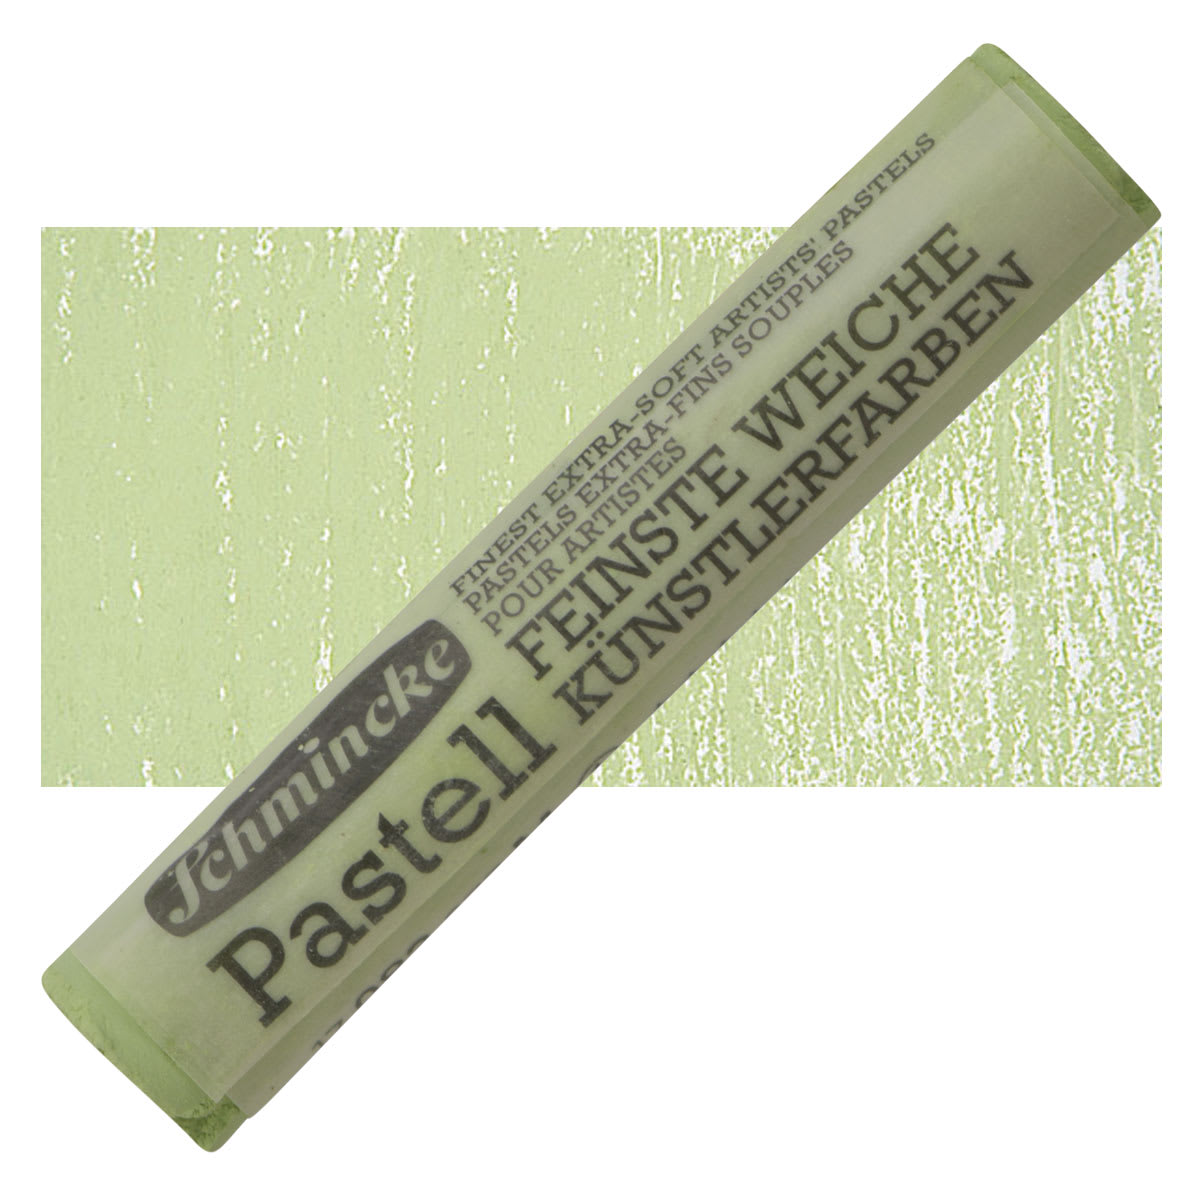 FINEST EXTRA-SOFT ARTISTS' PASTELS
PASTELS EXTRA-FINS SOUPLES
POUR ARTISTES
FEINSTE WEICHE
KÜNSTLERFARBEN
Schmincke
Pastell